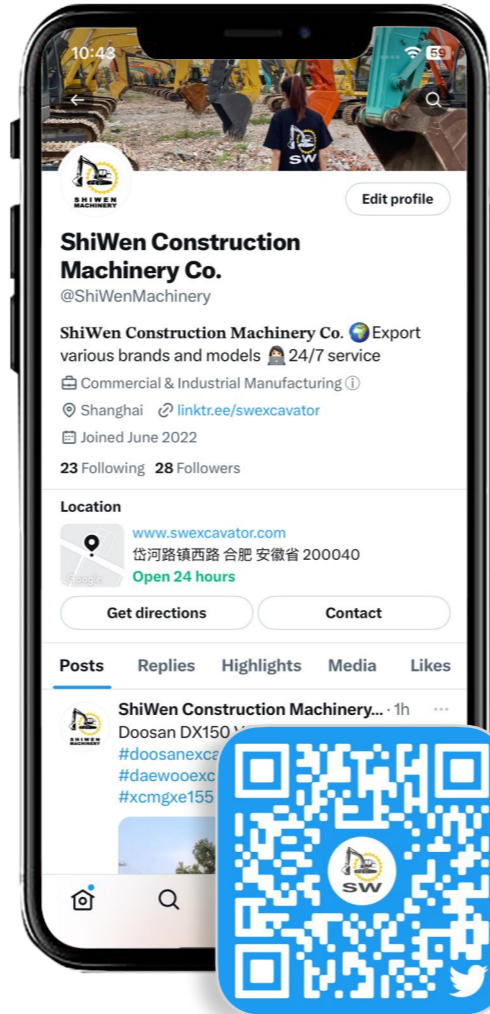 10:43
59
SW
SHIWEN
MACHINERY
Edit profile
ShiWen Construction
Machinery Co.
@ShiWenMachinery
ShiWen Construction Machinery Co. 🌍Export
various brands and models 👩🏻‍💻24/7 service
Commercial & Industrial Manufacturing
Shanghai linktr.ee/swexcavator
Joined June 2022
23 Following 28 Followers
Location
www.swexcavator.com
岱河路镇西路 合肥 安徽省 200040
Google
Open 24 hours
Get directions Contact
Posts Replies Highlights Media Likes
ShiWen Construction Machinery... · 1h ...
SHIWEN
MACHINERY
Doosan DX150
#doosanexca
#daewooexc
#xcmgxe155
SW